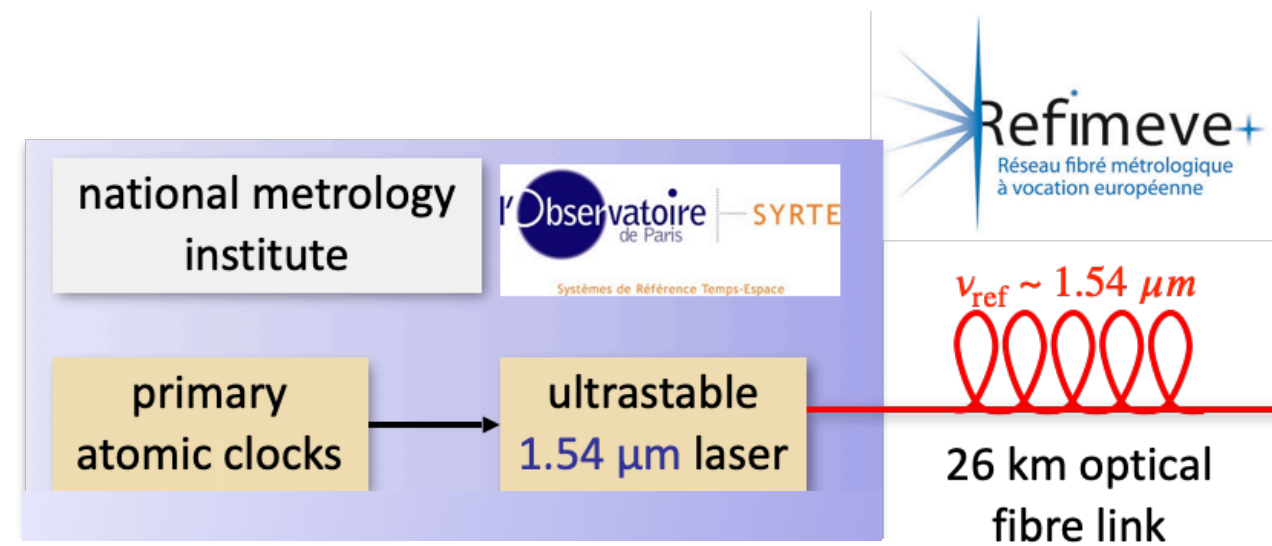 national metrology
institute
l'Observatoire
de Paris
SYRTE
Systèmes de Référence Temps-Espace
Refimeve+
Réseau fibré métrologique
à vocation européenne
primary
atomic clocks
ultrastable
1.54 µm laser
ν_ref ~ 1.54 µm
26 km optical
fibre link